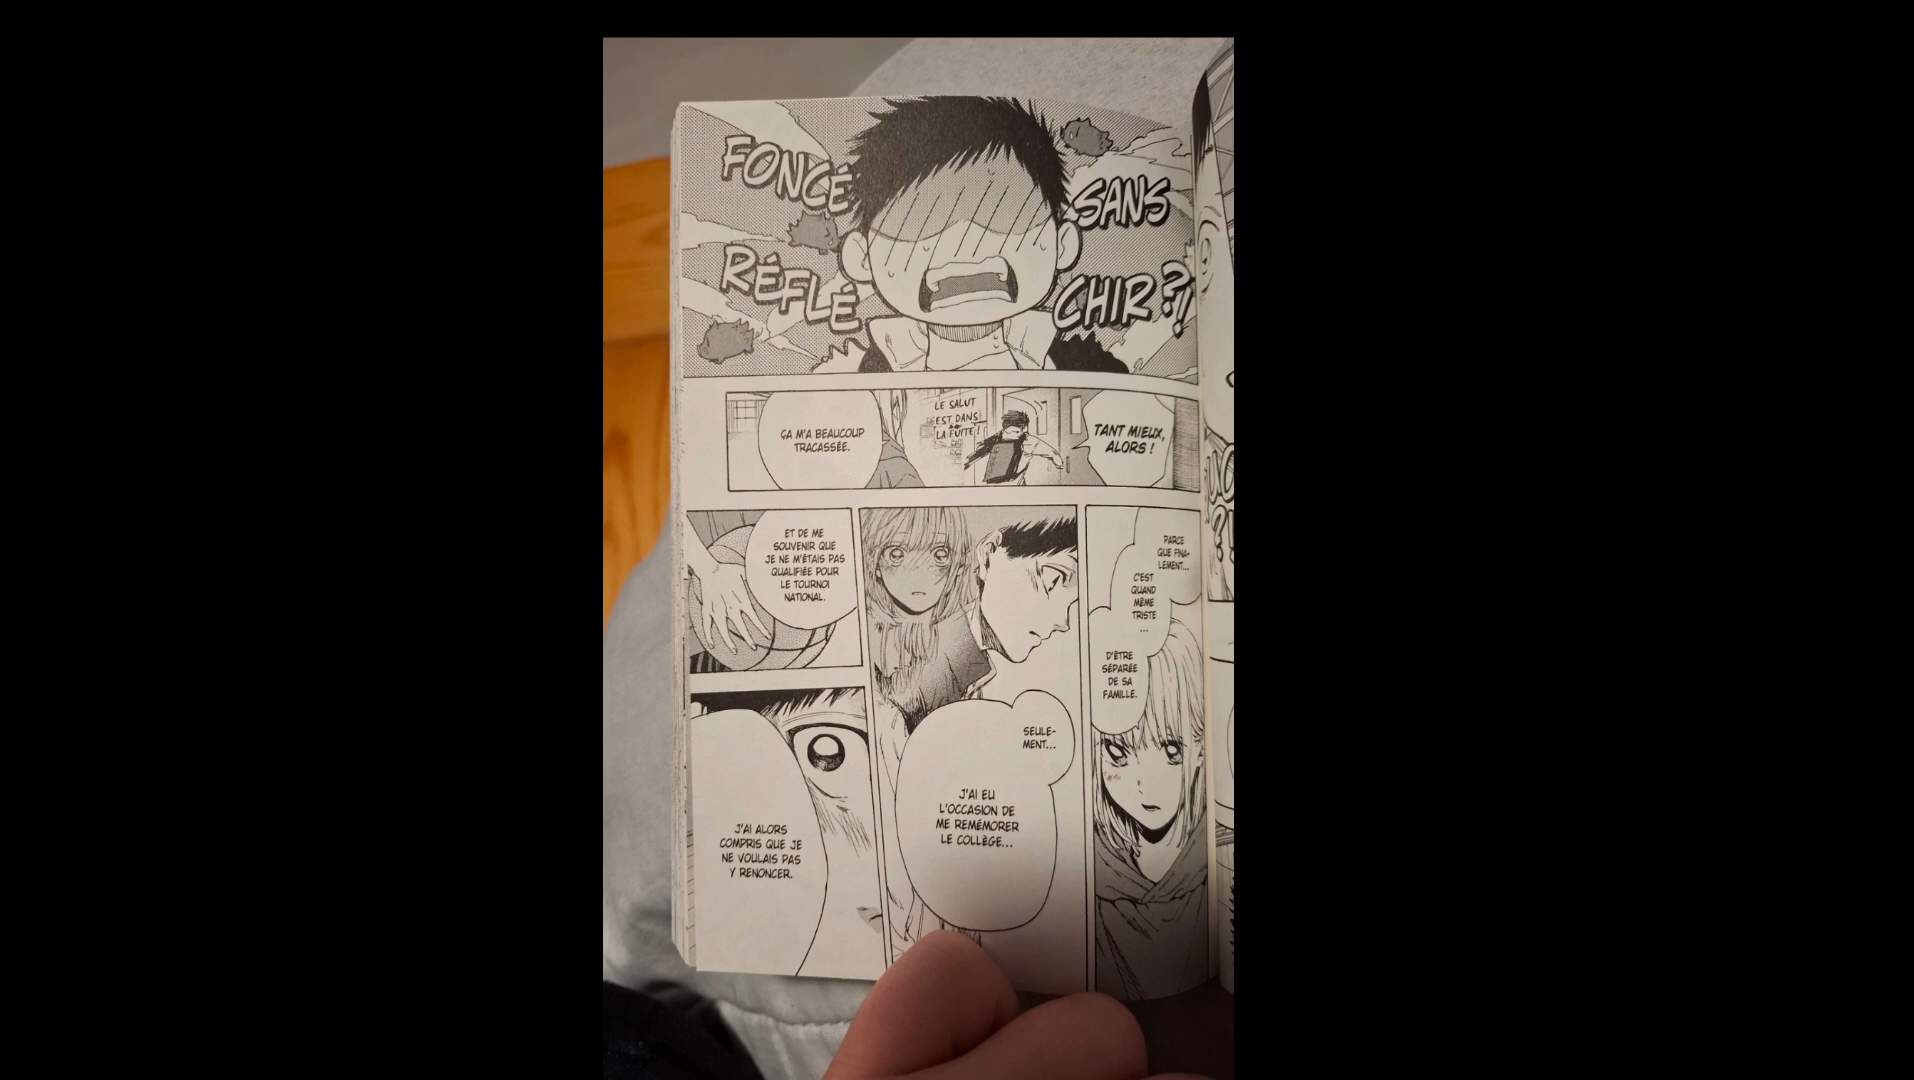 FONCÉ SANS
RÉFLÉ CHIR ?!
TANT MIEUX,
ALORS !
LE SALUT
EST DANS
LA FUITE !
ÇA M'A BEAUCOUP
TRACASSÉE.
PARCE
QUE FINA-
LEMENT...
C'EST
QUAND
MÊME
TRISTE
...
D'ÊTRE
SÉPARÉE
DE SA
FAMILLE.
SEULE-
MENT...
J'AI EU
L'OCCASION DE
ME REMÉMORER
LE COLLÈGE...
ET DE ME
SOUVENIR QUE
JE NE M'ÉTAIS PAS
QUALIFIÉE POUR
LE TOURNOI
NATIONAL.
J'AI ALORS
COMPRIS QUE JE
NE VOULAIS PAS
Y RENONCER.